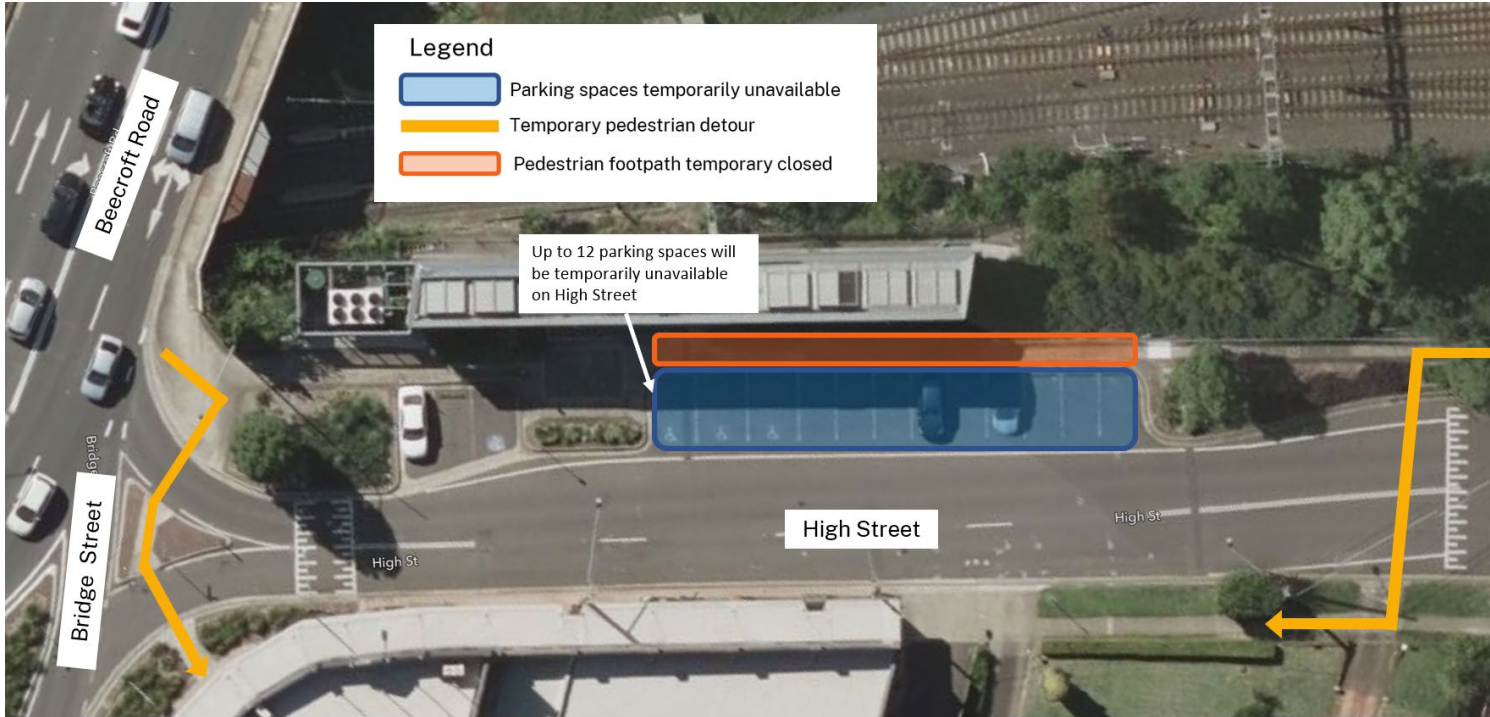 Legend
Parking spaces temporarily unavailable
Temporary pedestrian detour
Pedestrian footpath temporary closed
Beecroft Road
Up to 12 parking spaces will
be temporarily unavailable
on High Street
Bridge
Bridge Street
High Street
High St
High St